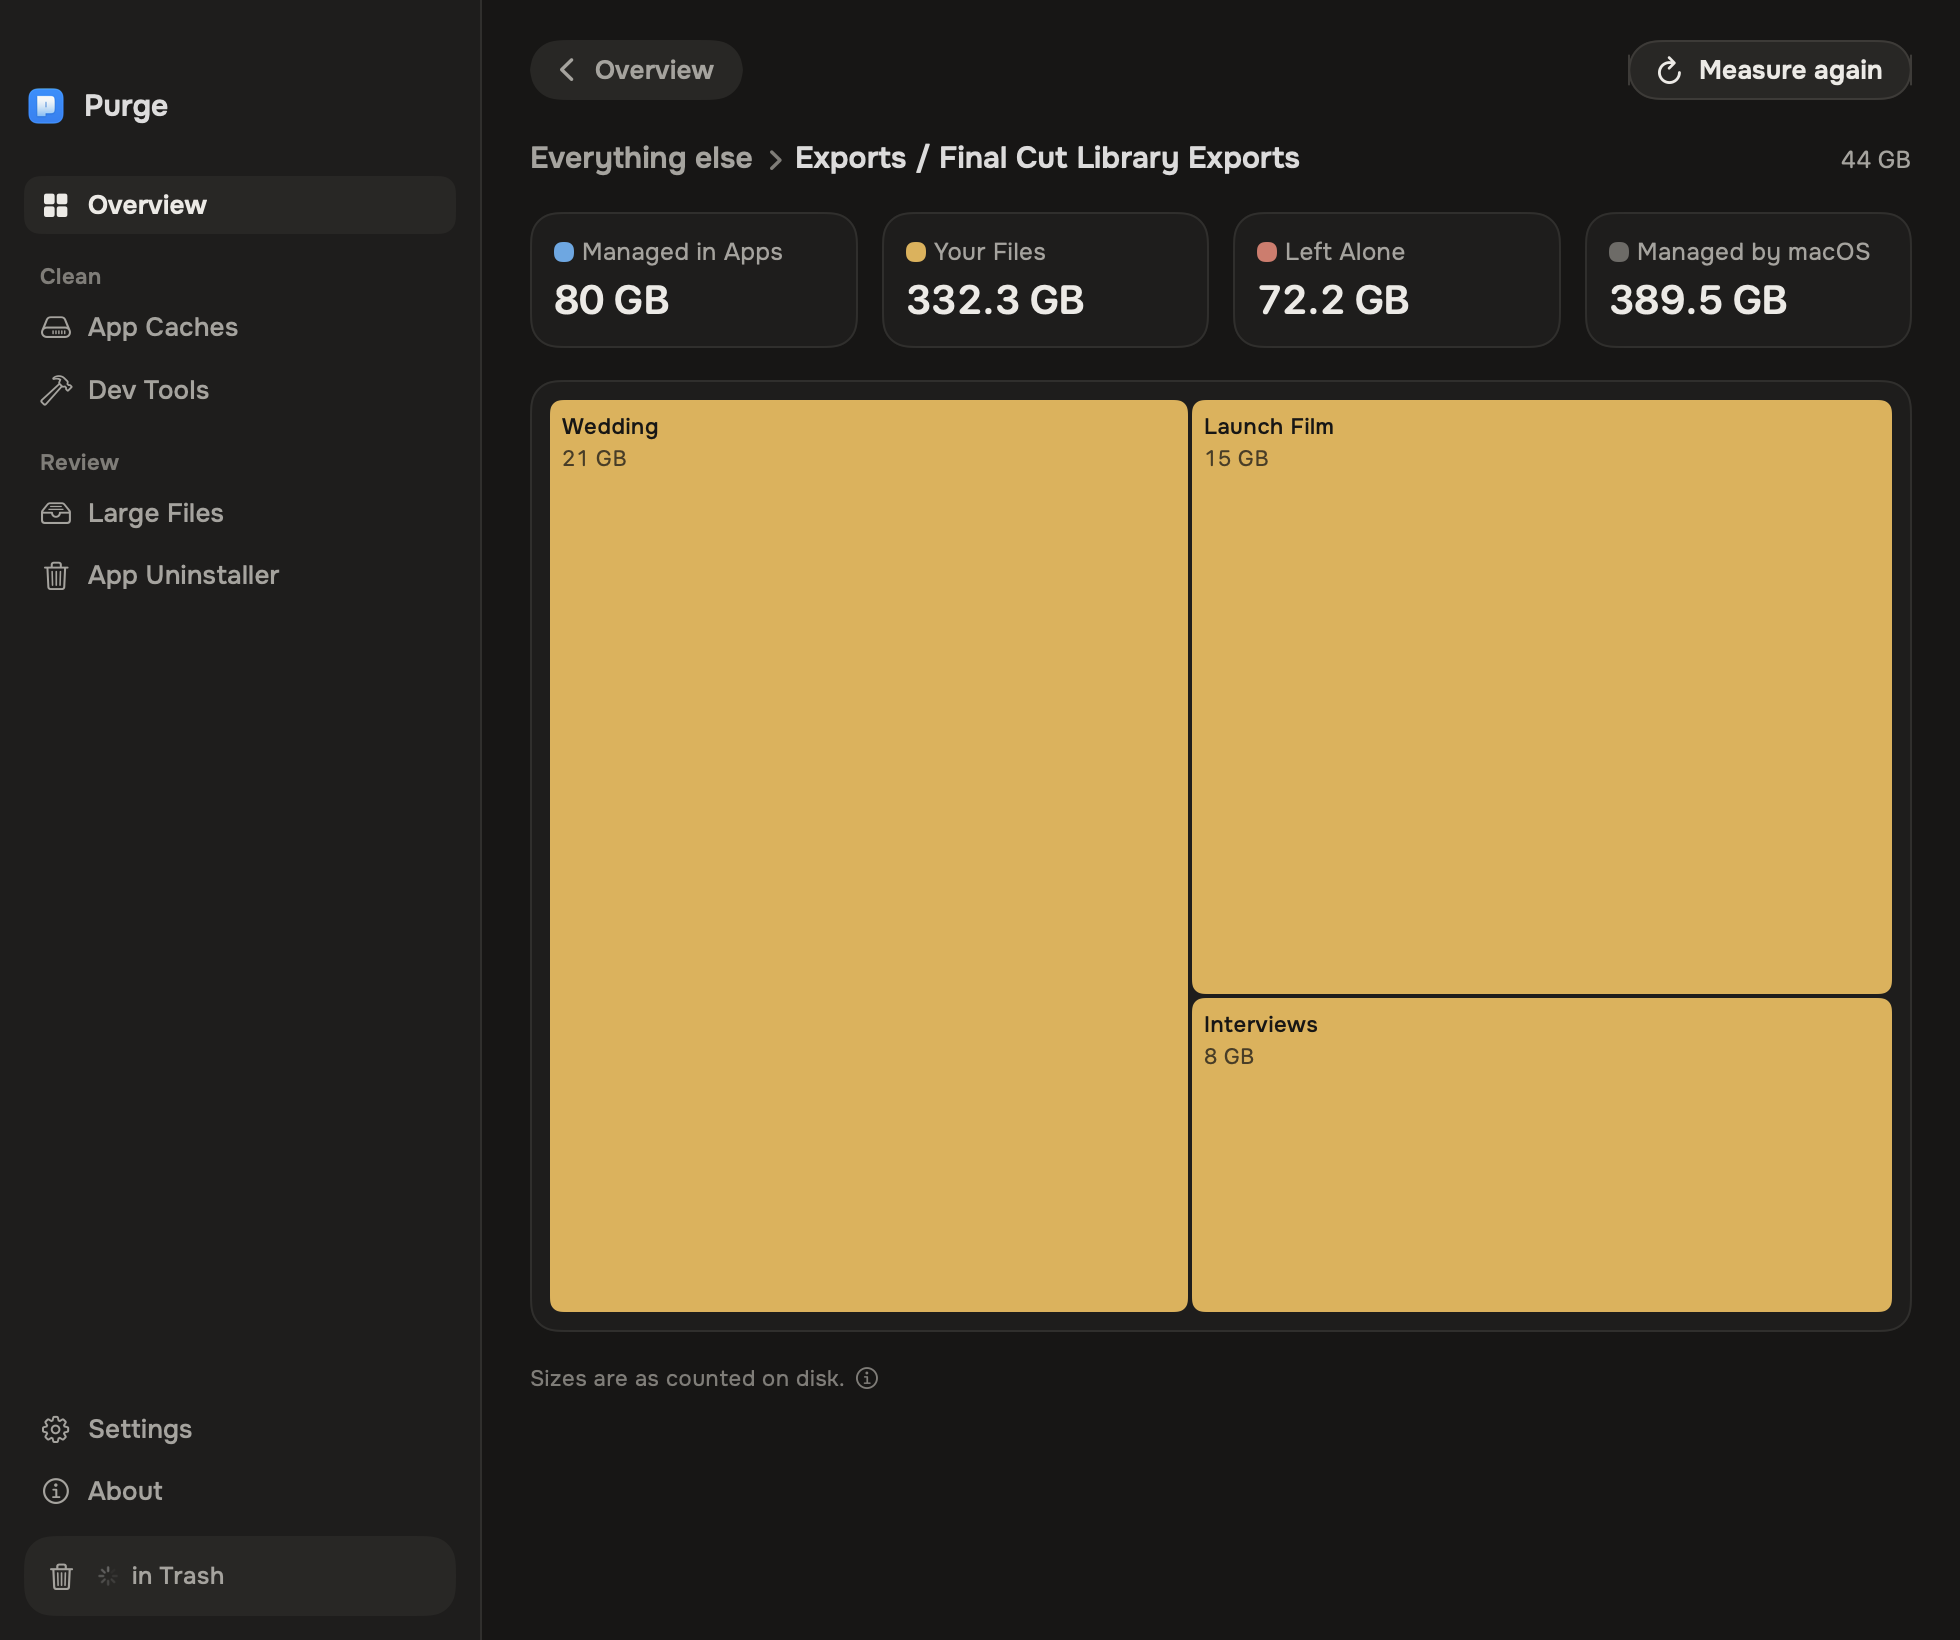 Purge
Overview
Clean
App Caches
Dev Tools
Review
Large Files
App Uninstaller
Settings
About
in Trash
Overview
Measure again
Everything else > Exports / Final Cut Library Exports
44 GB
Managed in Apps
80 GB
Your Files
332.3 GB
Left Alone
72.2 GB
Managed by macOS
389.5 GB
Wedding
21 GB
Launch Film
15 GB
Interviews
8 GB
Sizes are as counted on disk.